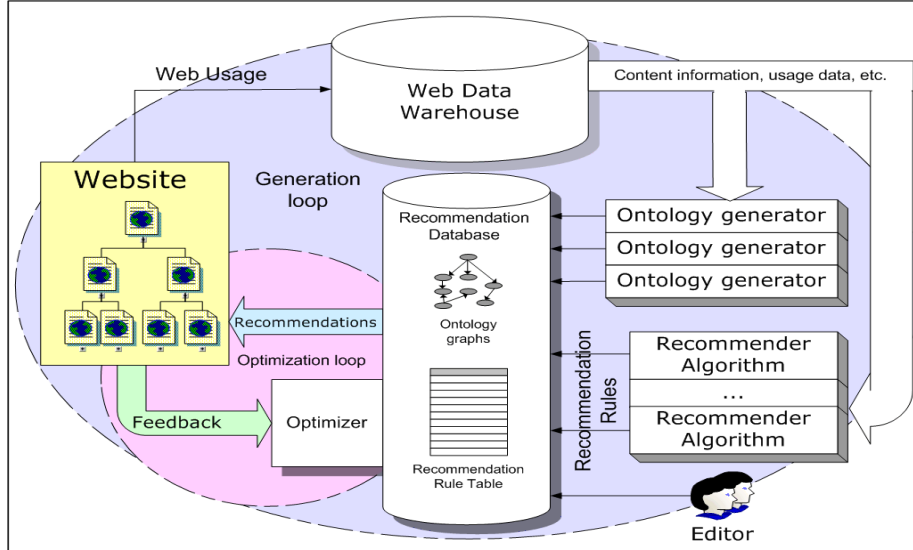 Web Usage
Web Data
Warehouse
Content information, usage data, etc.
Website
Generation
loop
Recommendation
Database
Ontology generator
Ontology generator
Ontology generator
Recommendations
Ontology
graphs
Optimization loop
Recommendation
Rules
Recommender
Algorithm
...
Recommender
Algorithm
Feedback
Optimizer
Recommendation
Rule Table
Editor